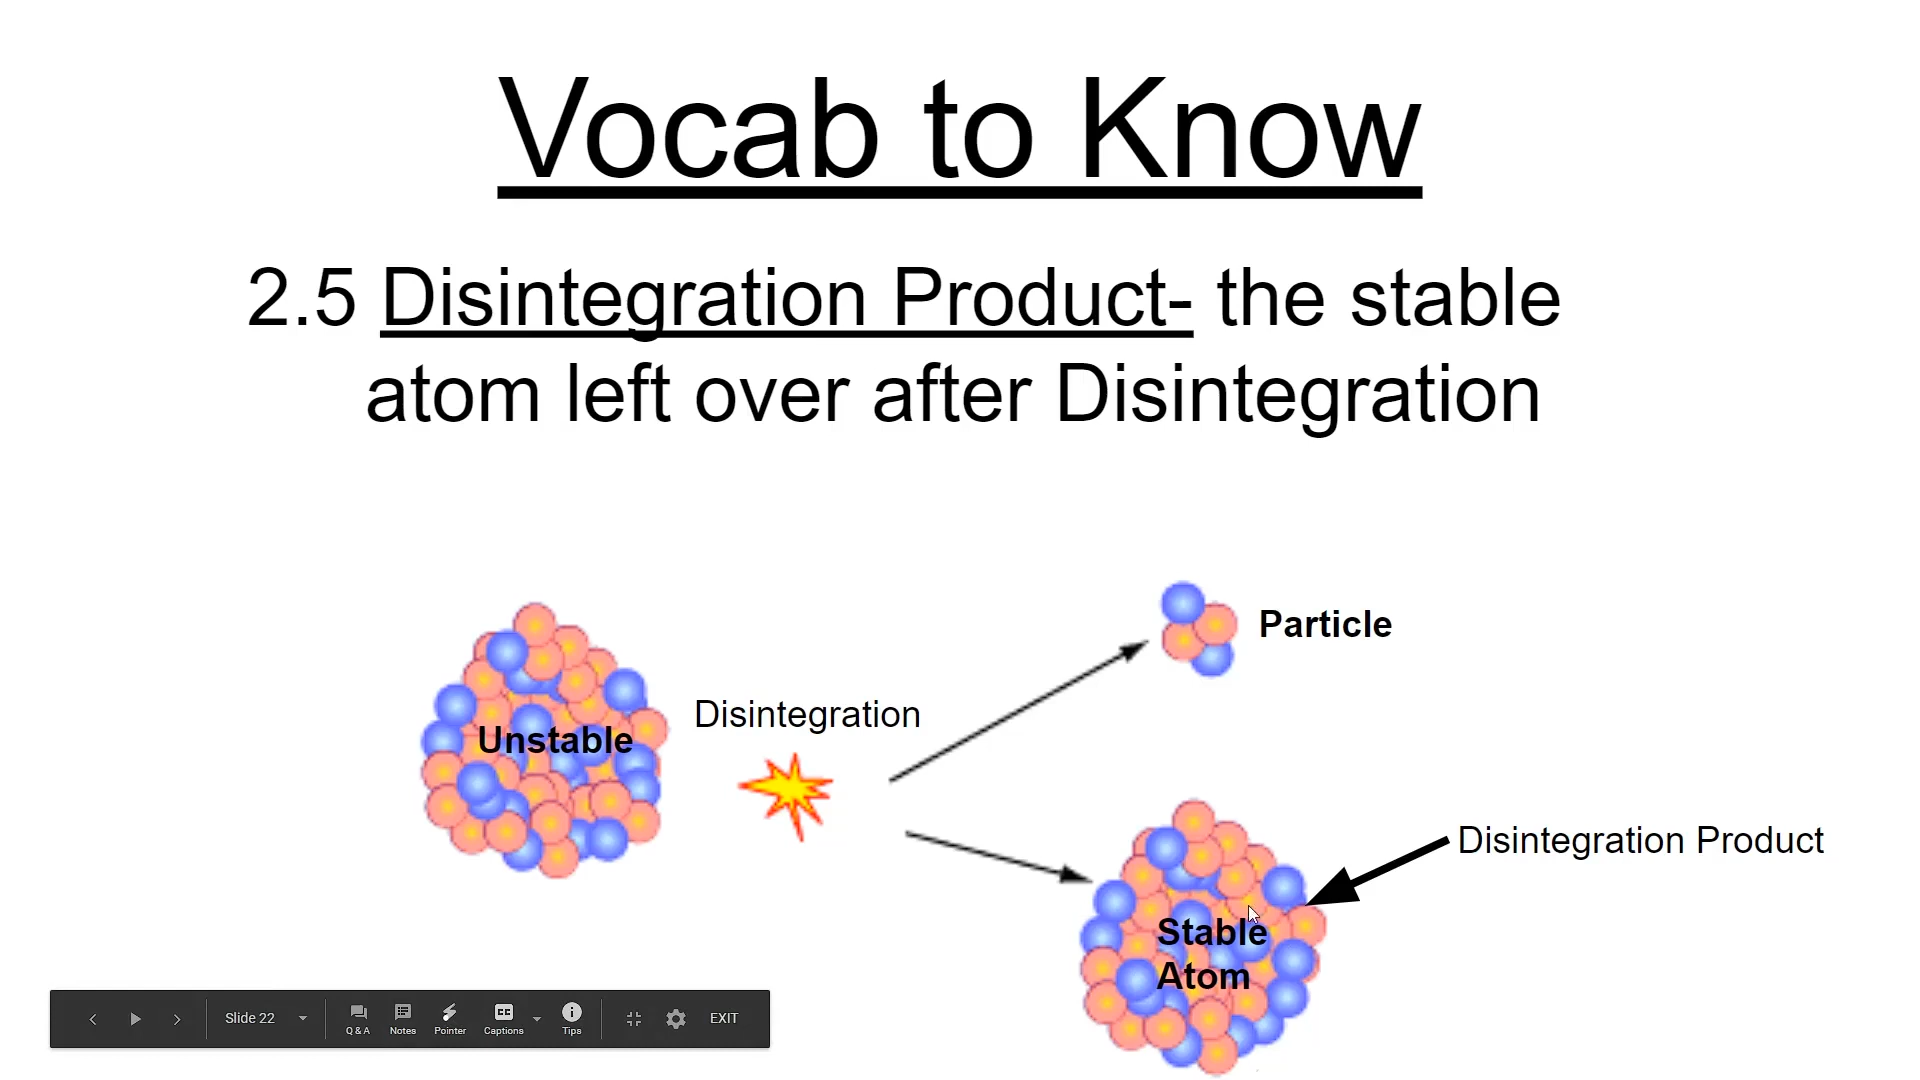 Vocab to Know
2.5 Disintegration Product- the stable
atom left over after Disintegration
Particle
Disintegration
Unstable
Disintegration Product
Stable
Atom
Slide 22
Q & A
Notes
Pointer
CC
Captions
Tips
EXIT